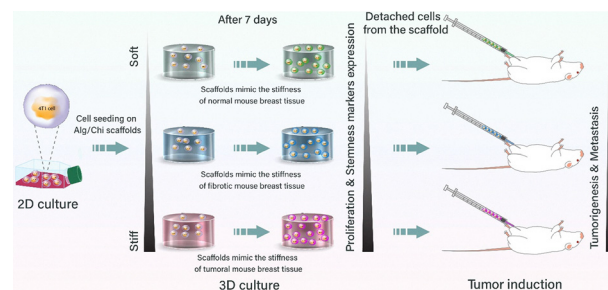 After 7 days
Detached cells
from the scaffold
Soft
Scaffolds mimic the stiffness
of normal mouse breast tissue
4T1 cell
Cell seeding on
Alg/Chi scaffolds
2D culture
Scaffolds mimic the stiffness
of fibrotic mouse breast tissue
Stiff
Scaffolds mimic the stiffness
of tumoral mouse breast tissue
3D culture
Proliferation & Stemness markers expression
Tumorigenesis & Metastasis
Tumor induction